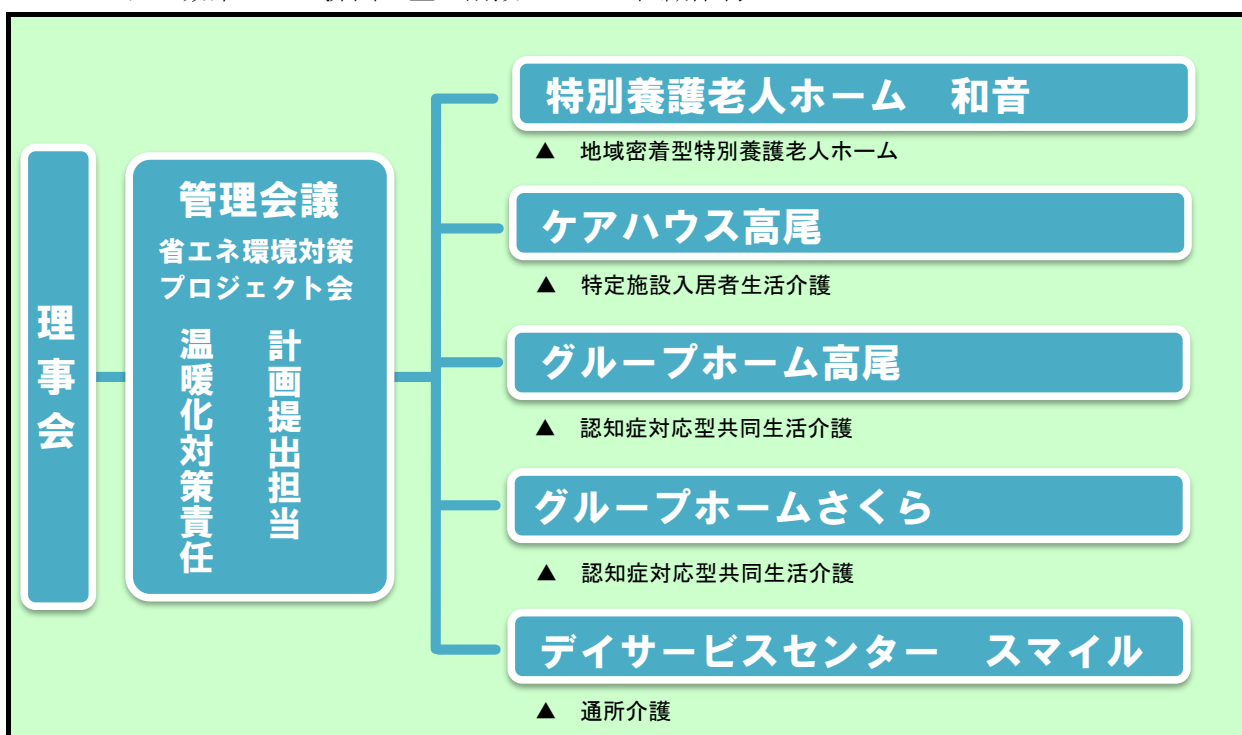 理事会
管理会議
省エネ環境対策
プロジェクト会
計画提出担当
温暖化対策責任
特別養護老人ホーム　和音
▲　地域密着型特別養護老人ホーム
ケアハウス高尾
▲　特定施設入居者生活介護
グループホーム高尾
▲　認知症対応型共同生活介護
グループホームさくら
▲　認知症対応型共同生活介護
デイサービスセンター　スマイル
▲　通所介護